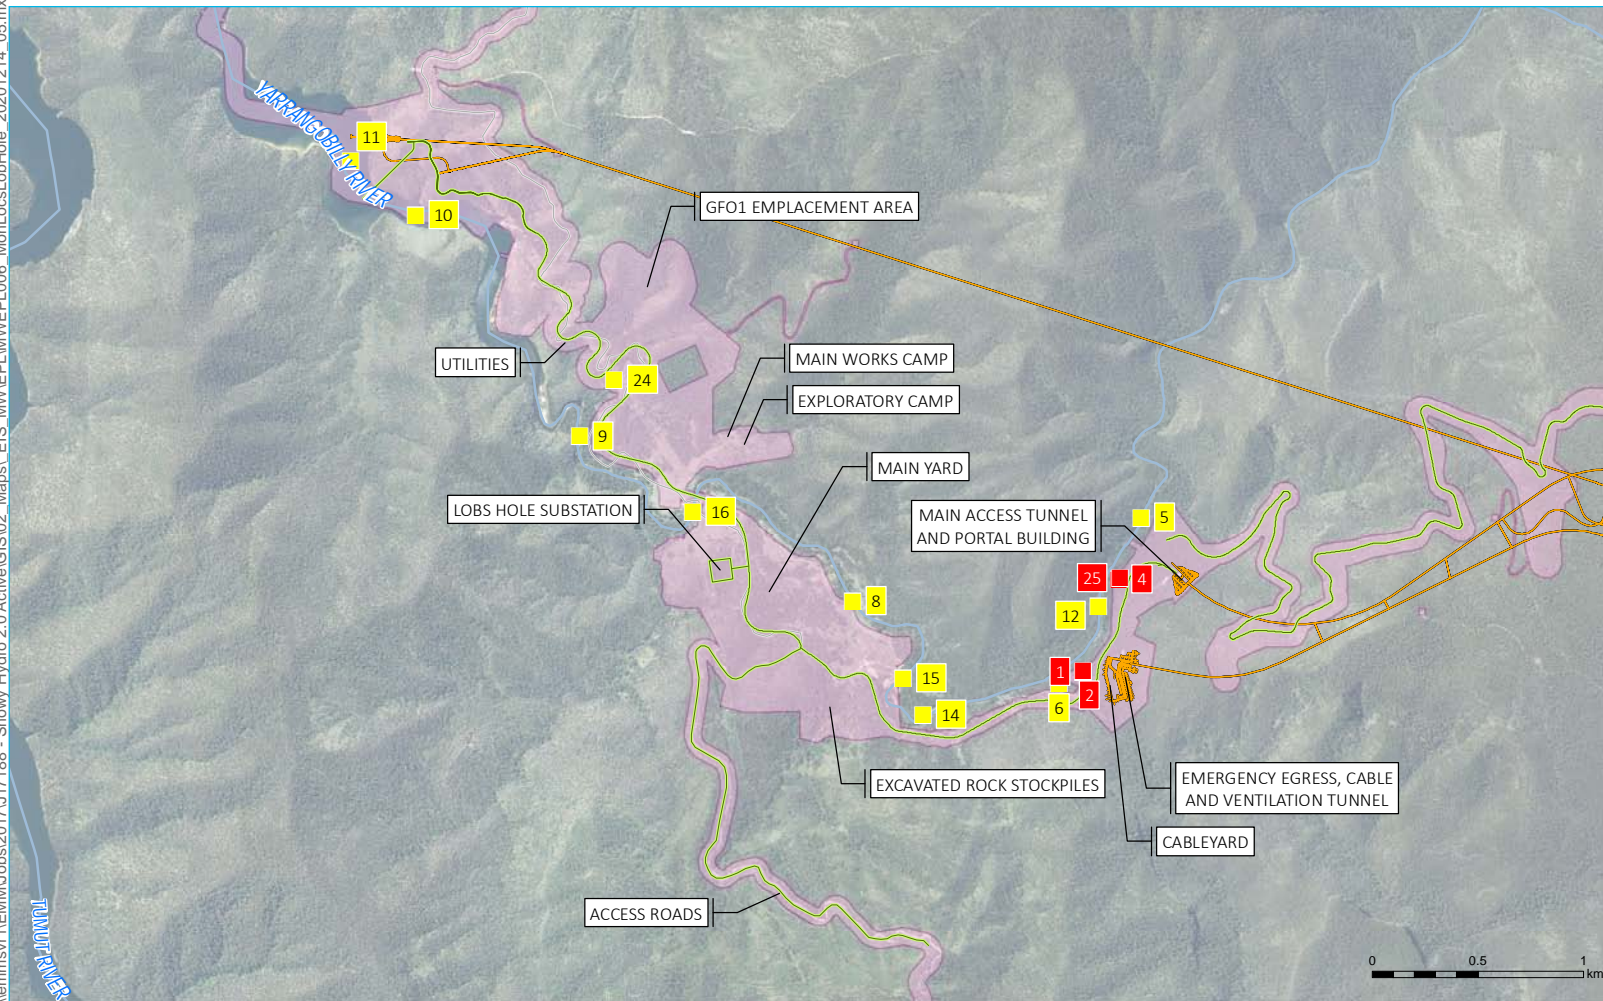 YARRANGOBILLY RIVER
11
10
GFO1 EMPLACEMENT AREA
UTILITIES
MAIN WORKS CAMP
24
EXPLORATORY CAMP
9
MAIN YARD
LOBS HOLE SUBSTATION
16
MAIN ACCESS TUNNEL
AND PORTAL BUILDING
5
25
4
8
12
1
15
2
6
14
EXCAVATED ROCK STOCKPILES
EMERGENCY EGRESS, CABLE
AND VENTILATION TUNNEL
CABLEYARD
ACCESS ROADS
TUMUT RIVER
0 0.5 1
km